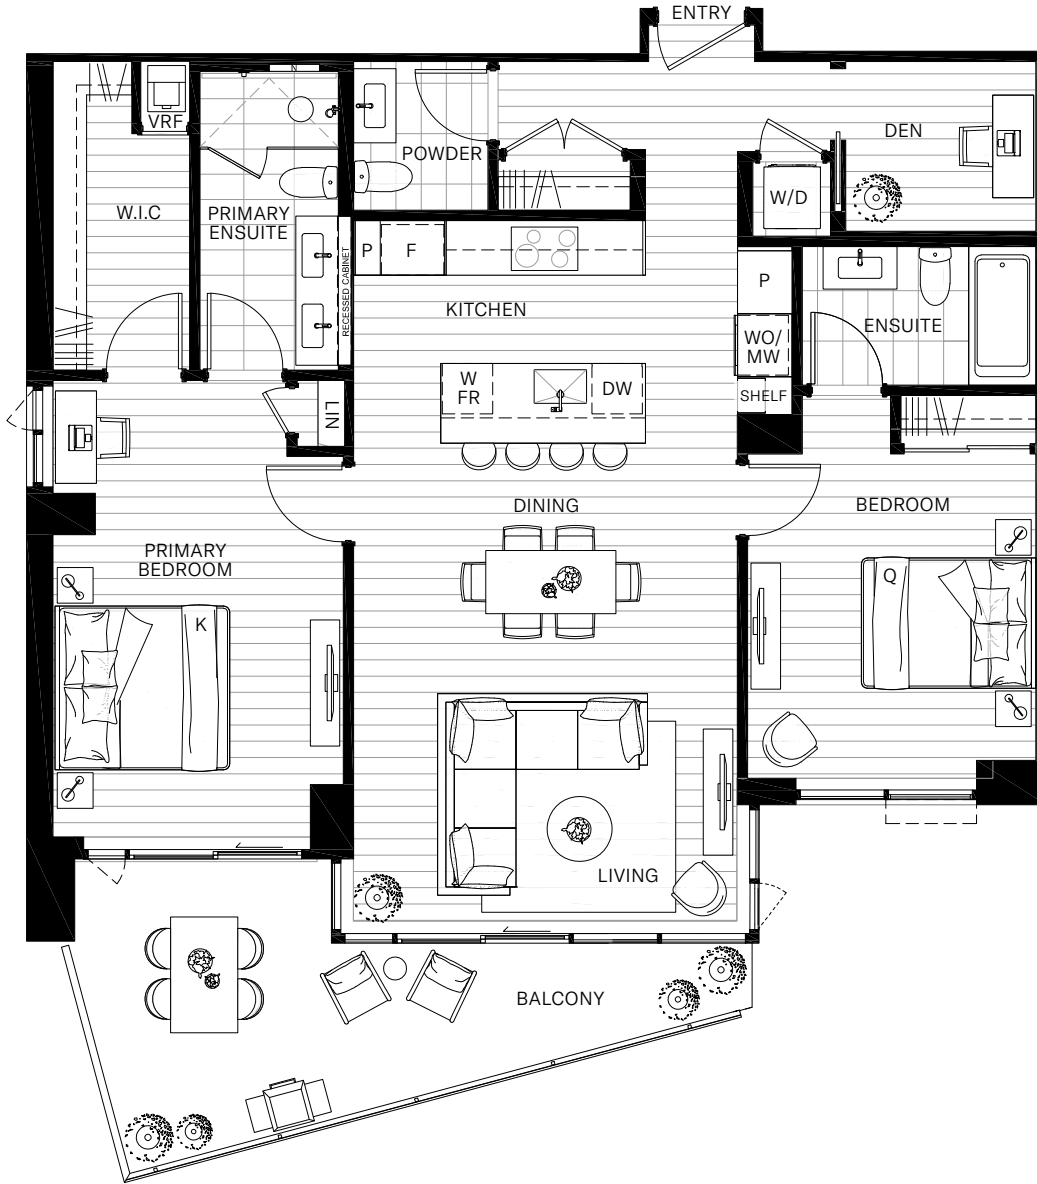 ENTRY
VRF
DEN
POWDER
W/D
W.I.C
PRIMARY
ENSUITE
P
F
RECESSED CABINET
P
KITCHEN
ENSUITE
WO/
MW
W
FR
DW
SHELF
LIN
DINING
BEDROOM
PRIMARY
BEDROOM
Q
K
LIVING
BALCONY